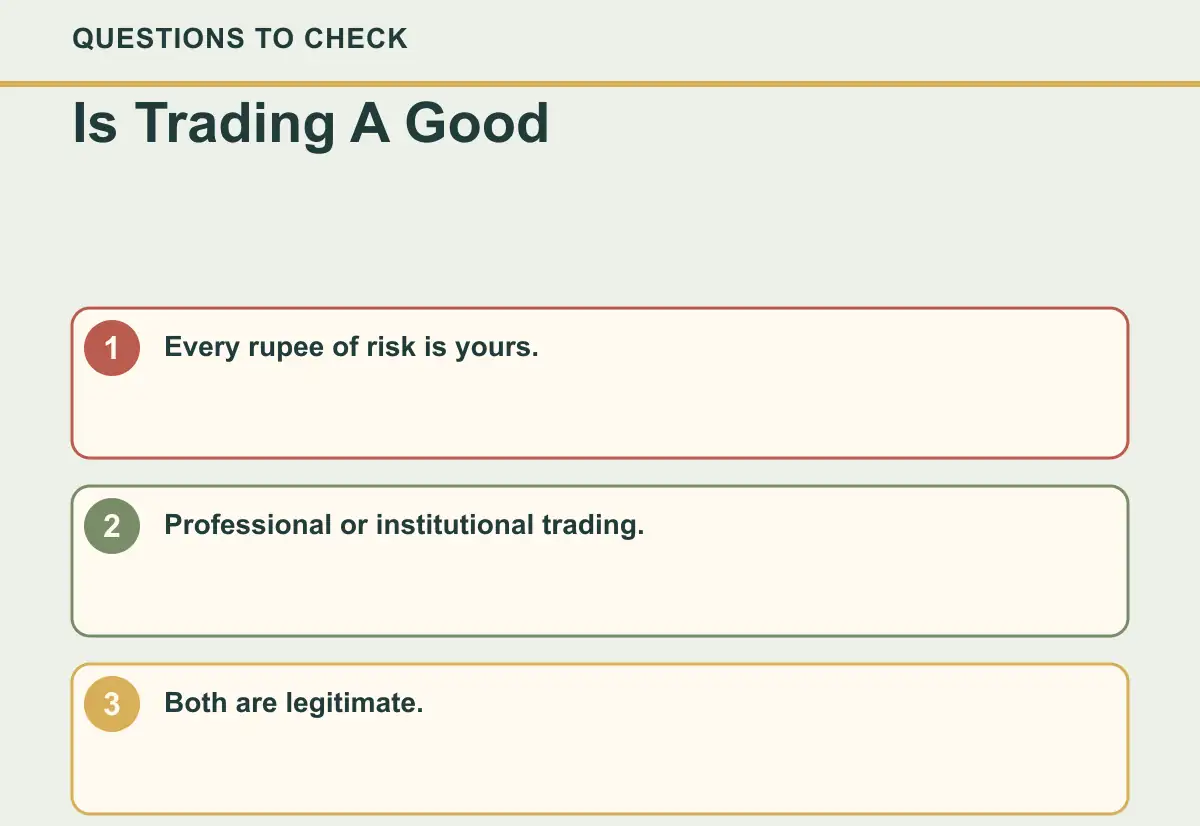 QUESTIONS TO CHECK
Is Trading A Good
1 Every rupee of risk is yours.
2 Professional or institutional trading.
3 Both are legitimate.